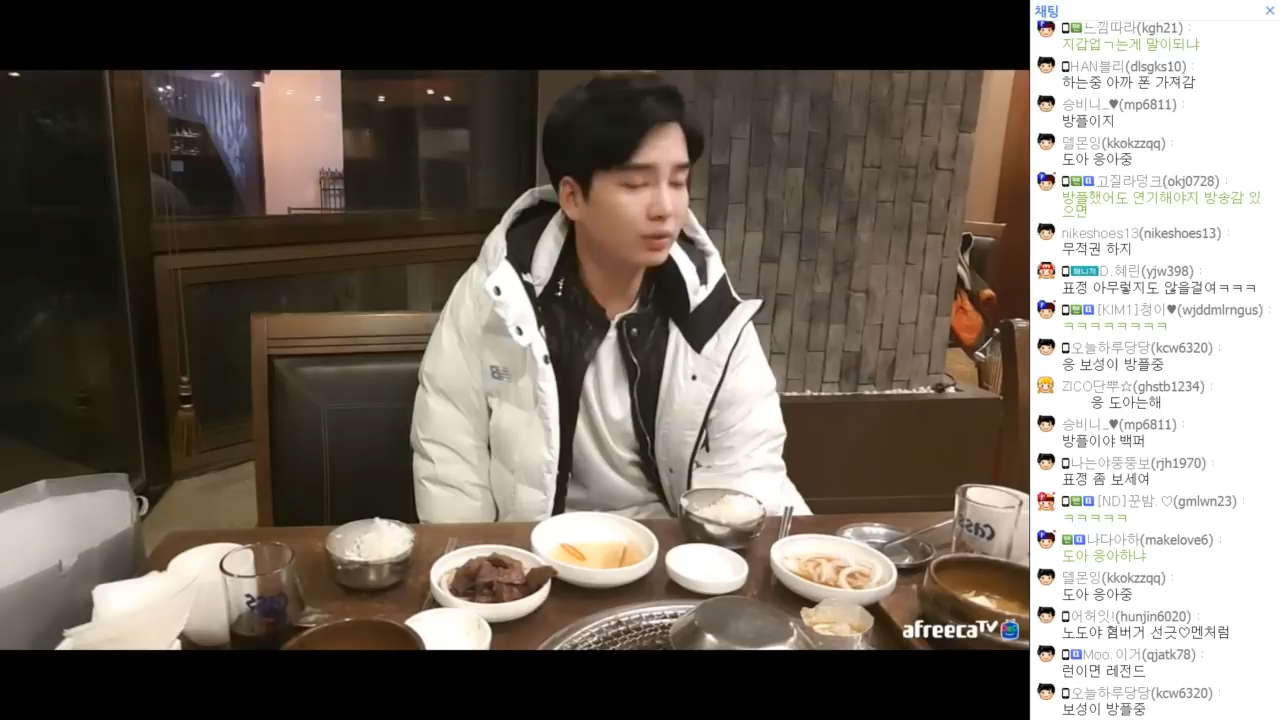 채팅
느낌따라(kgh21) :
지갑업ㄱ는게 말이되냐
HAN블리(dlsgks10) :
하는중 아까 폰 가져감
승비니_♥(mp6811) :
방플이지
델몬잉(kkokzzqq) :
도아 응아중
고질라덩크(okj0728) :
방플했어도 연기해야지 방송감 있
으면
nikeshoes13(nikeshoes13) :
무적권 하지
매니저 D.혜린(yjw398) :
표정 아무렇지도 않을걸여ㅋㅋㅋ
[KIM1]청이♥(wjddmlrngus) :
ㅋㅋㅋㅋㅋㅋㅋㅋ
오늘하루당당(kcw6320) :
응 보성이 방플중
ZICO단뿌☆(ghstb1234) :
응 도아는해
승비니_♥(mp6811) :
방플이야 백퍼
나는야뚱뚱보(rjh1970) :
표정 좀 보세여
[ND]꾼밤.♡(gmlwn23) :
ㅋㅋㅋㅋㅋ
나다아하(makelove6) :
도아 응아하냐
델몬잉(kkokzzqq) :
도아 응아중
어허잇!(hunjin6020) :
노도야 혐버거 선긋♡멘처럼
Moo.이거(qjatk78) :
런이면 레전드
오늘하루당당(kcw6320) :
보성이 방플중
Cass
afreecaTV